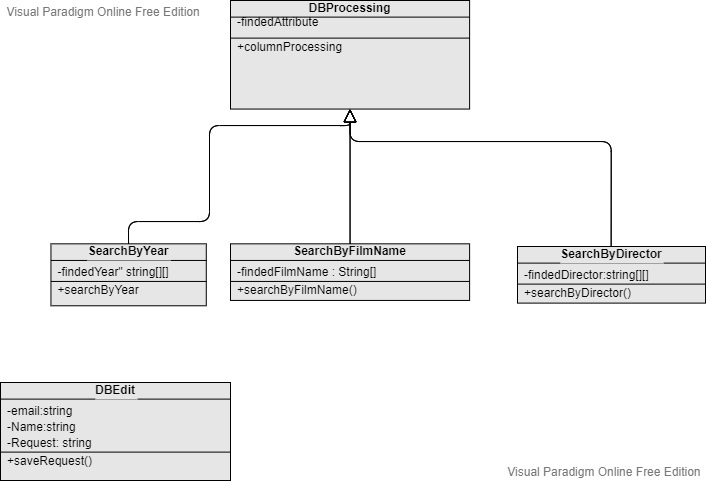 Visual Paradigm Online Free Edition
DBProcessing
-findedAttribute
+columnProcessing
SearchByYear
-findedYear" string[][]
+searchByYear
SearchByFilmName
-findedFilmName : String[]
+searchByFilmName()
SearchByDirector
-findedDirector:string[][]
+searchByDirector()
DBEdit
-email:string
-Name:string
-Request: string
+saveRequest()
Visual Paradigm Online Free Edition